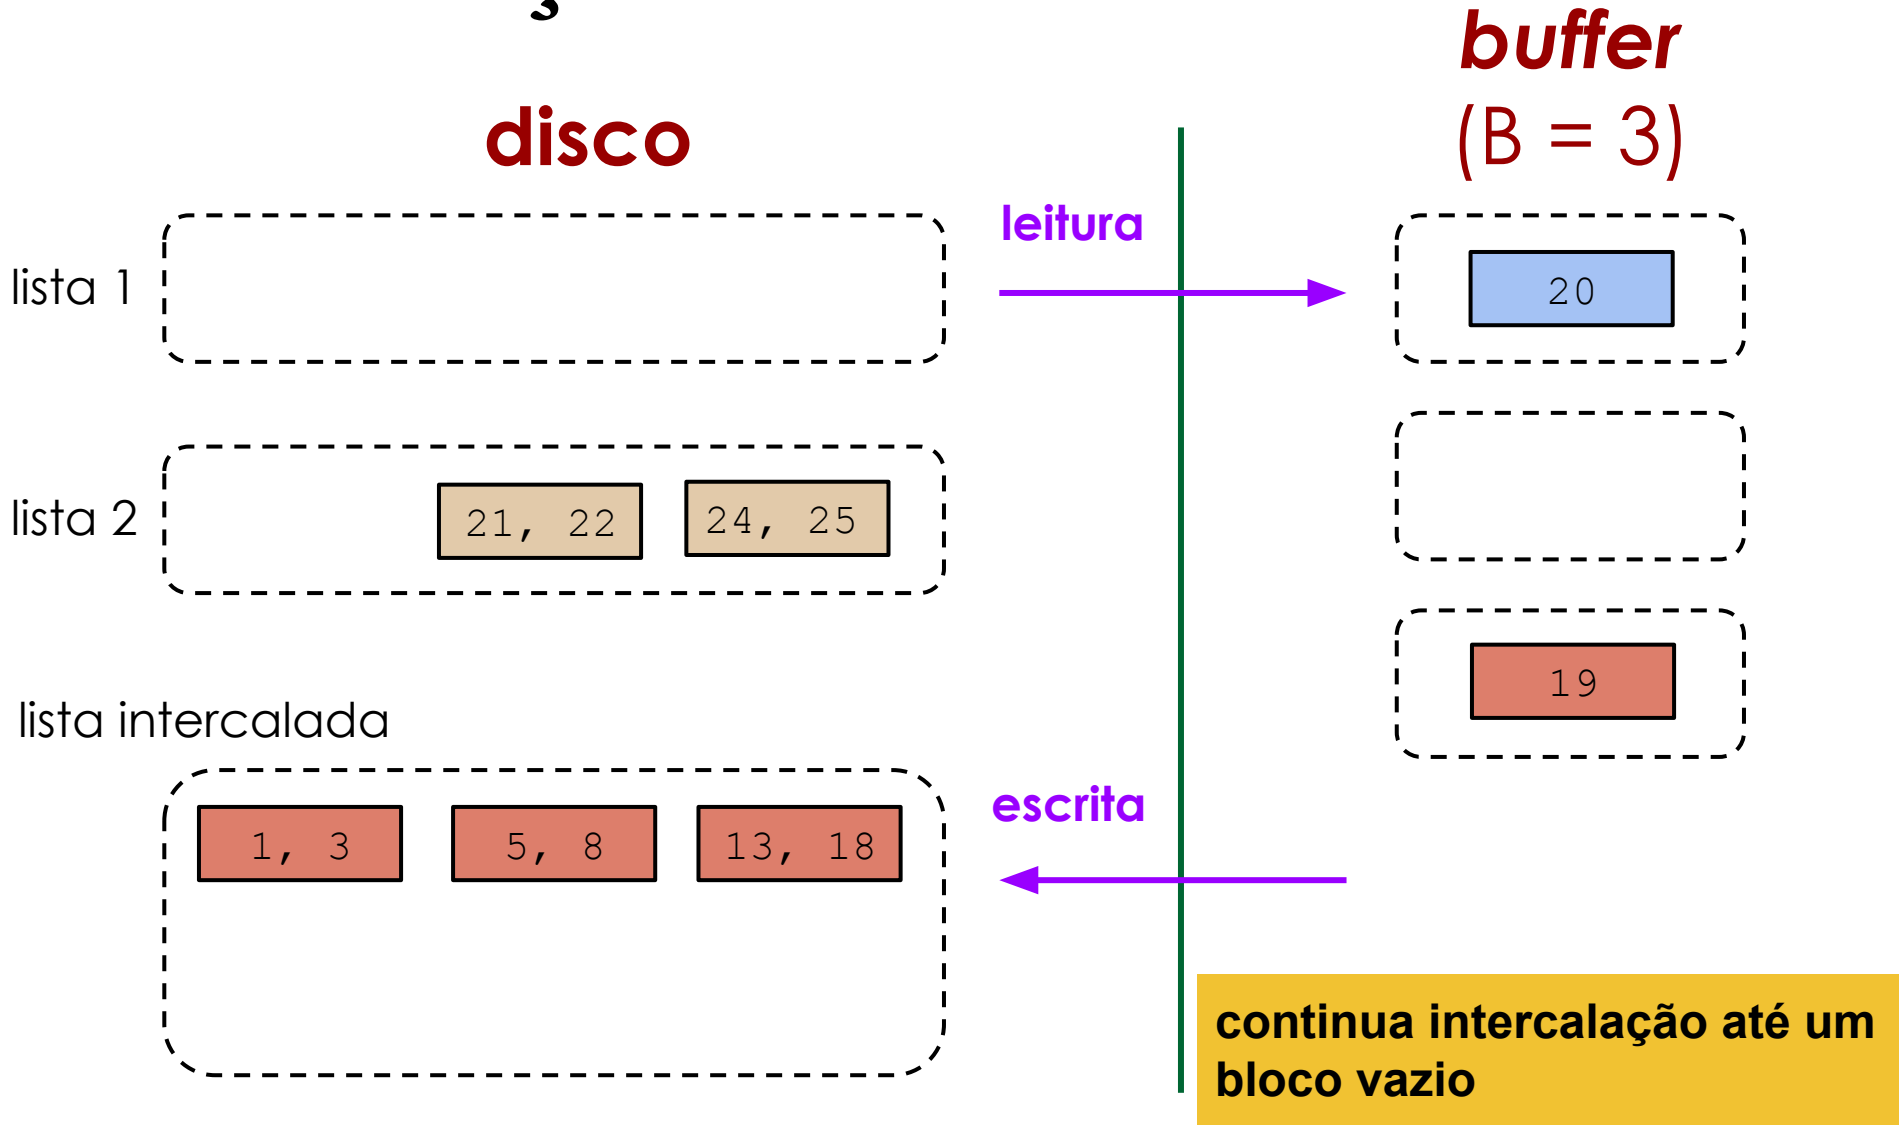 buffer
(B = 3)
disco
leitura
lista 1
20
lista 2
21, 22
24, 25
19
lista intercalada
escrita
1, 3
5, 8
13, 18
continua intercalação até um
bloco vazio